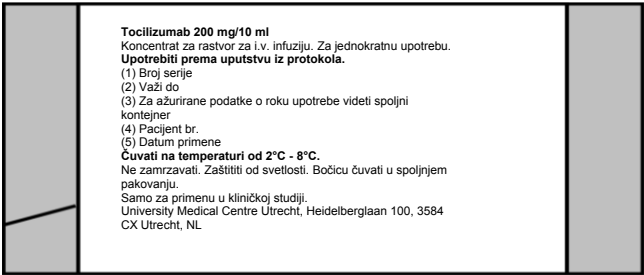 Tocilizumab 200 mg/10 ml
Koncentrat za rastvor za i.v. infuziju. Za jednokratnu upotrebu.
Upotrebiti prema uputstvu iz protokola.
(1) Broj serije
(2) Važi do
(3) Za ažurirane podatke o roku upotrebe videti spoljni
kontejner
(4) Pacijent br.
(5) Datum primene
Čuvati na temperaturi od 2°C - 8°C.
Ne zamrzavati. Zaštititi od svetlosti. Bočicu čuvati u spoljnjem
pakovanju.
Samo za primenu u kliničkoj studiji.
University Medical Centre Utrecht, Heidelberglaan 100, 3584
CX Utrecht, NL